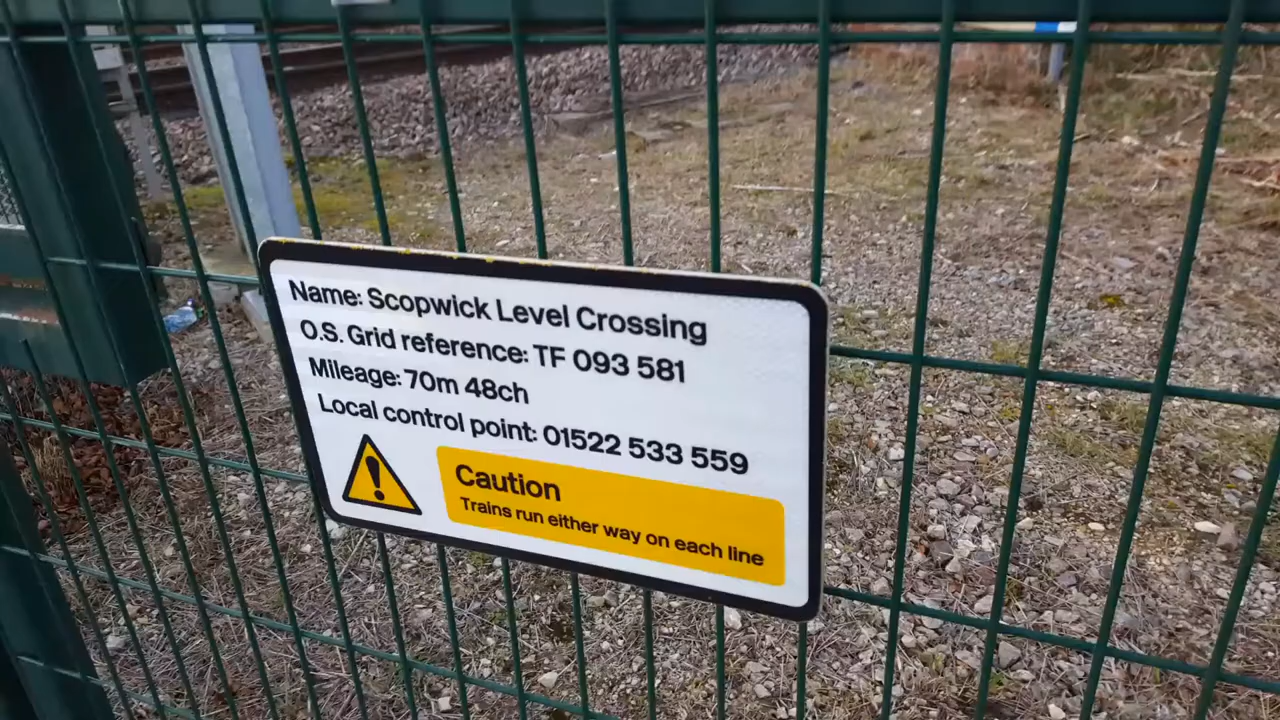 Name: Scopwick Level Crossing
O.S. Grid reference: TF 093 581
Mileage: 70m 48ch
Local control point: 01522 533 559
Caution
Trains run either way on each line